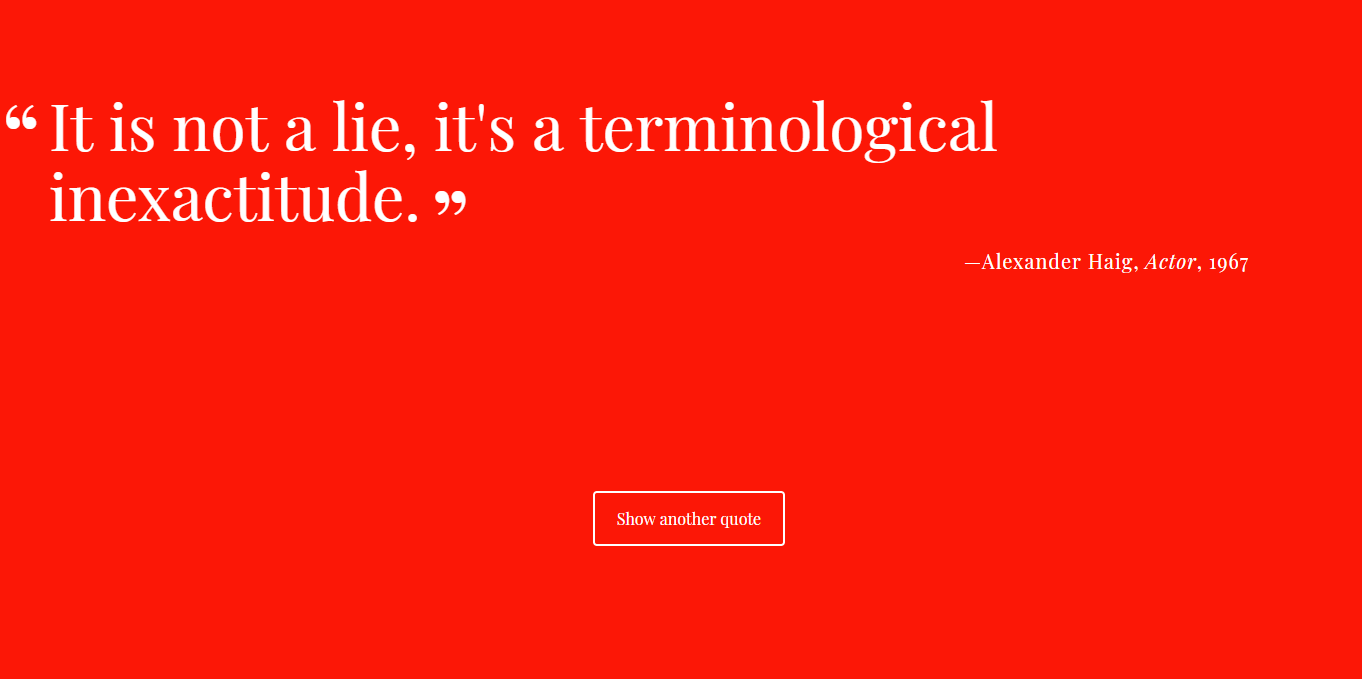 “ It is not a lie, it's a terminological
inexactitude. ”
—Alexander Haig, Actor, 1967
Show another quote